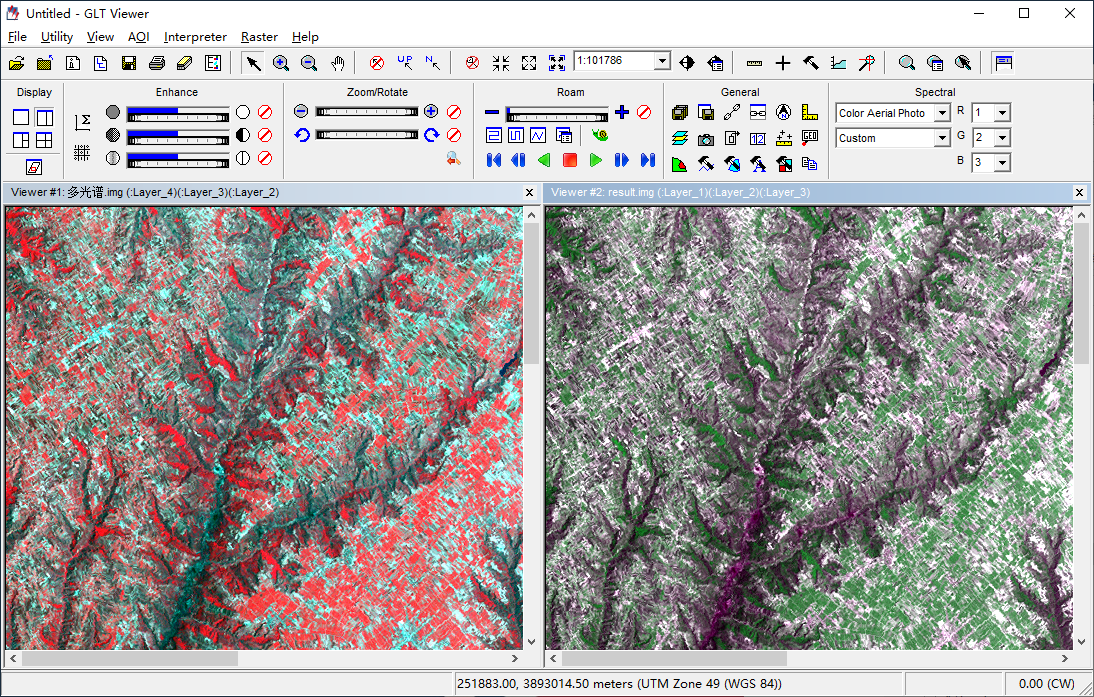 Untitled - GLT Viewer
File Utility View AOI Interpreter Raster Help
UP N 1:101786
Display Enhance Zoom/Rotate Roam General Spectral
Color Aerial Photo R 1
Custom G 2
B 3
Viewer #1: 多光谱.img (:Layer_4)(:Layer_3)(:Layer_2)
Viewer #2: result.img (:Layer_1)(:Layer_2)(:Layer_3)
251883.00, 3893014.50 meters (UTM Zone 49 (WGS 84))
0.00 (CW)